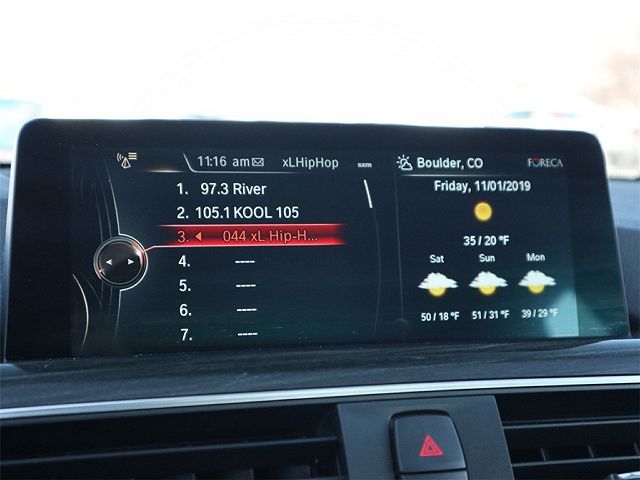 11:16 am xLHipHop sxm
1. 97.3 River
2. 105.1 KOOL 105
3. 044 xL Hip-H...
4. ----
5. ----
6. ----
7. ----
Boulder, CO FORECA
Friday, 11/01/2019
35 / 20 °F
Sat Sun Mon
50 / 18 °F 51 / 31 °F 39 / 29 °F